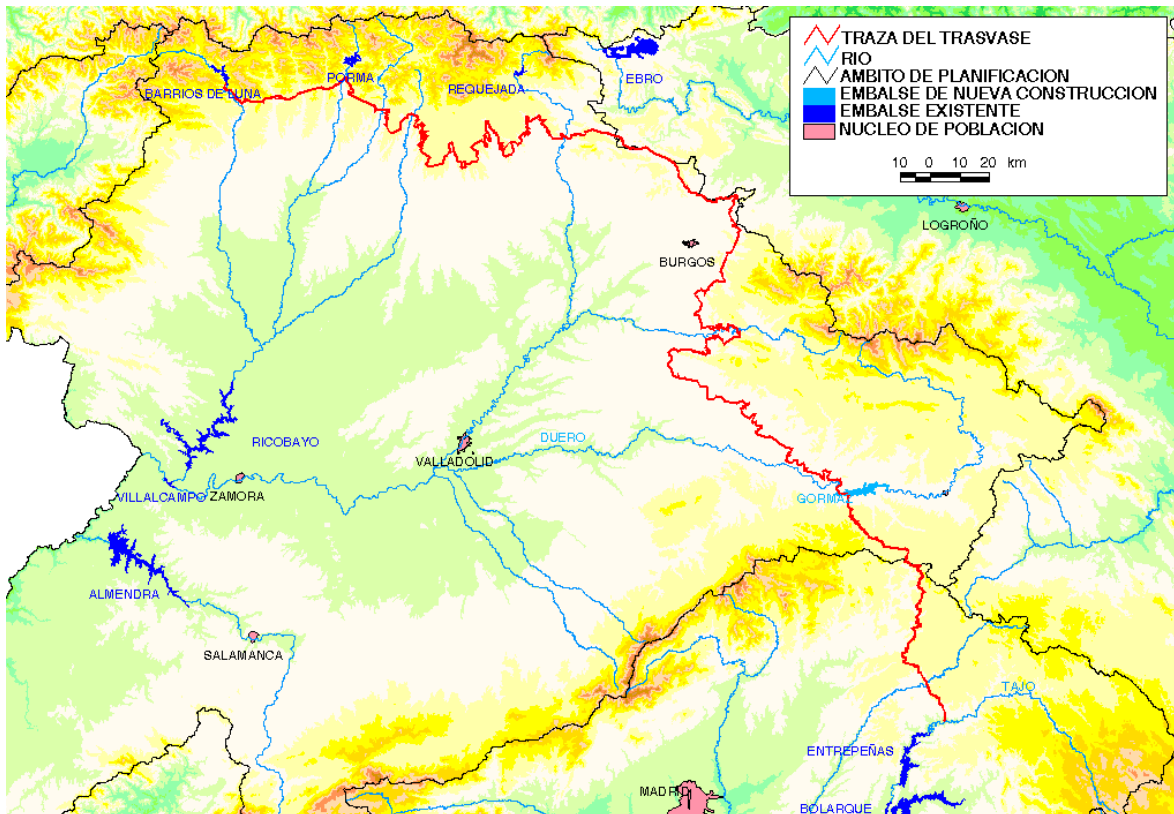 TRAZA DEL TRASVASE
RIO
AMBITO DE PLANIFICACION
EMBALSE DE NUEVA CONSTRUCCION
EMBALSE EXISTENTE
NUCLEO DE POBLACION
10 0 10 20 km
BARRIOS DE LUNA
PORMA
REQUEJADA
EBRO
LOGROÑO
BURGOS
RICOBAYO
DUERO
VALLADOLID
VILLALCAMPO
ZAMORA
GORMAZ
ALMENDRA
SALAMANCA
TAJO
ENTREPEÑAS
MADRID
BOLARQUE